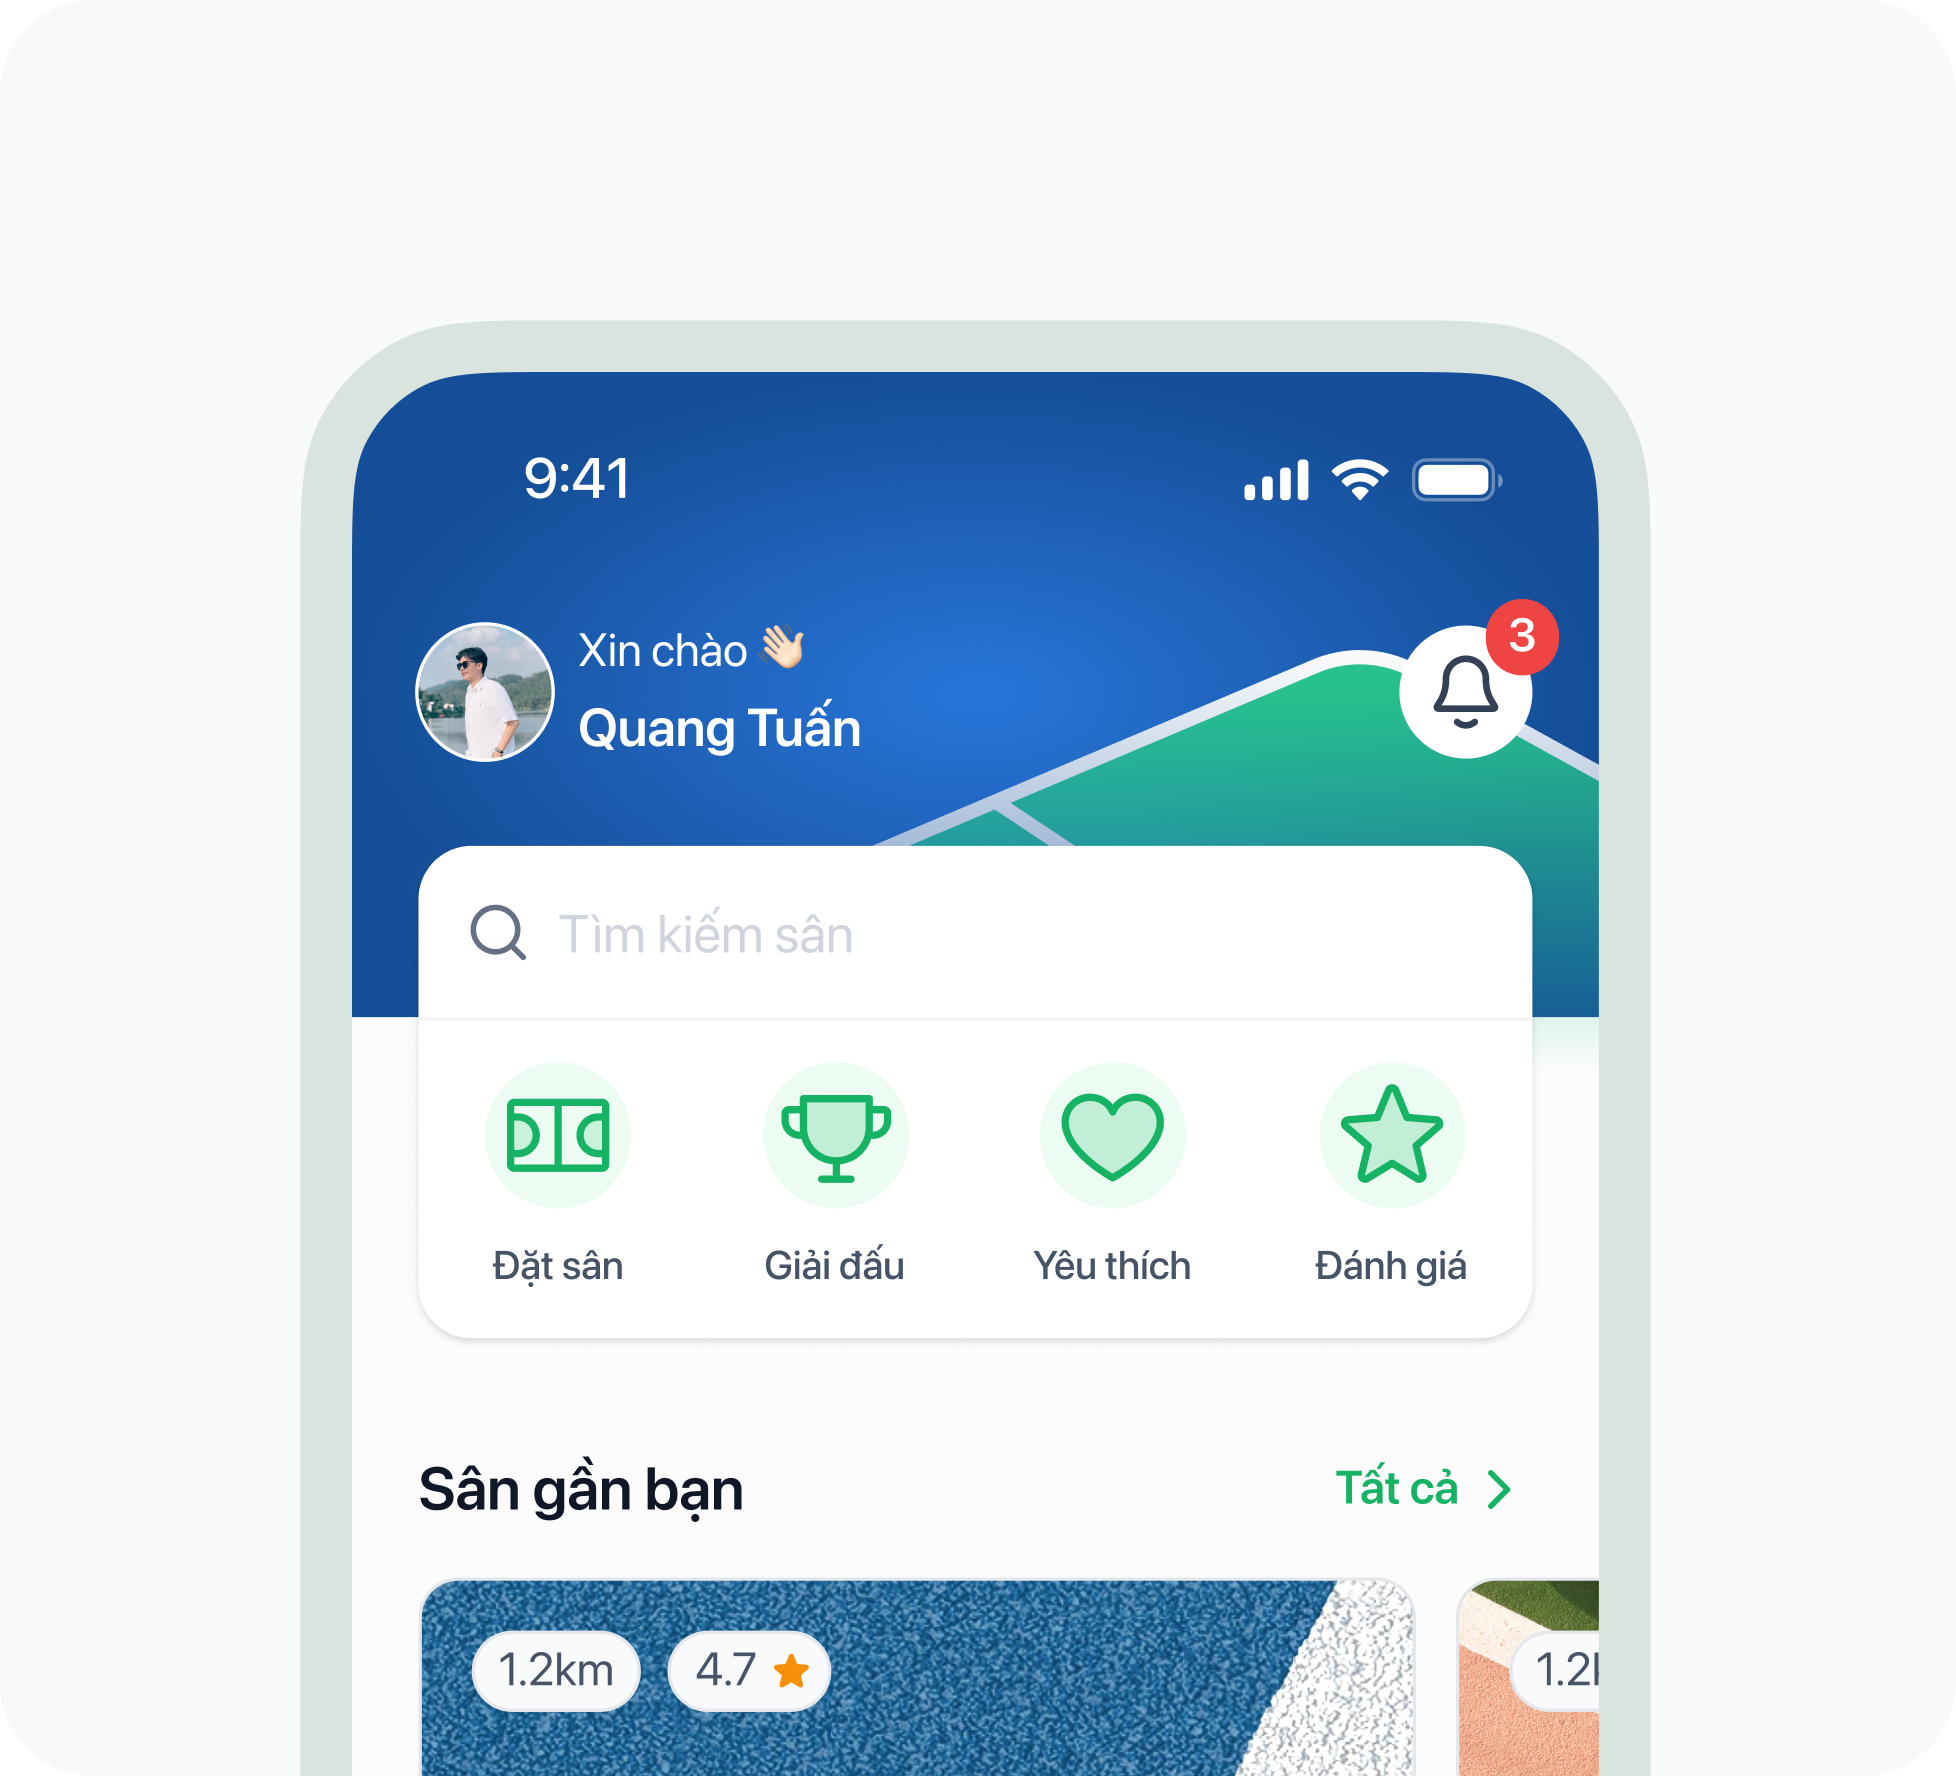 9:41
Xin chào 👋🏻
Quang Tuấn
3
Tìm kiếm sân
Đặt sân
Giải đấu
Yêu thích
Đánh giá
Sân gần bạn
Tất cả
1.2km
4.7
1.2